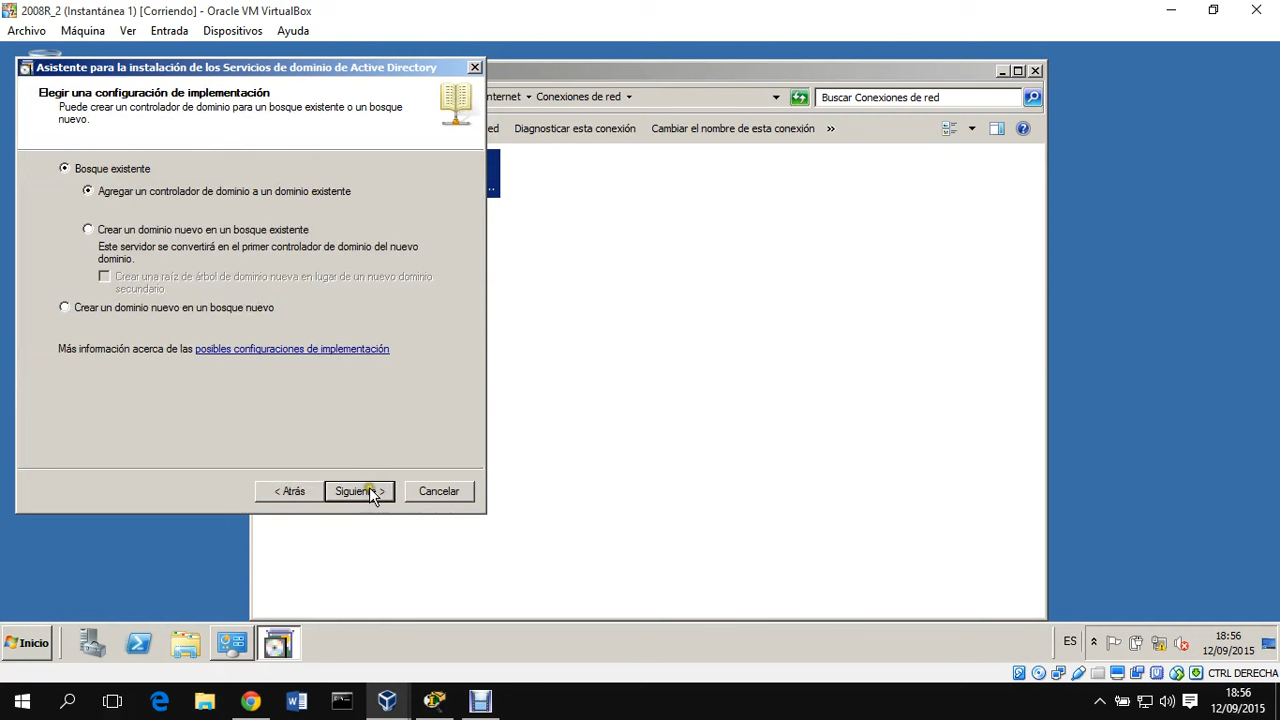 2008R_2 (Instantánea 1) [Corriendo] - Oracle VM VirtualBox
Archivo Máquina Ver Entrada Dispositivos Ayuda
Asistente para la instalación de los Servicios de dominio de Active Directory
Elegir una configuración de implementación
Puede crear un controlador de dominio para un bosque existente o un bosque
nuevo.
nternet ▸ Conexiones de red
Buscar Conexiones de red
ed Diagnosticar esta conexión Cambiar el nombre de esta conexión »
Bosque existente
Agregar un controlador de dominio a un dominio existente
Crear un dominio nuevo en un bosque existente
Este servidor se convertirá en el primer controlador de dominio del nuevo
dominio.
Crear una raíz de árbol de dominio nueva en lugar de un nuevo dominio
secundario
Crear un dominio nuevo en un bosque nuevo
Más información acerca de las posibles configuraciones de implementación
< Atrás Siguiente > Cancelar
Inicio
ES
18:56
12/09/2015
CTRL DERECHA
18:56
12/09/2015